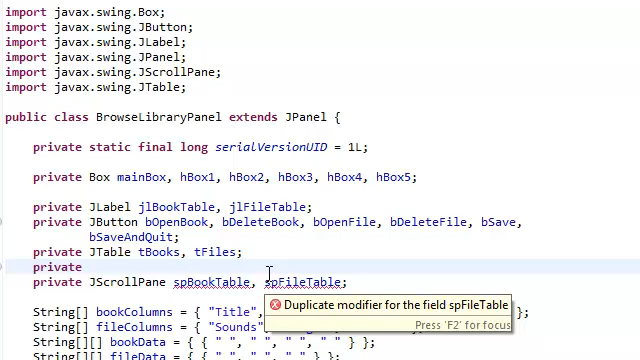 import javax.swing.Box;
import javax.swing.JButton;
import javax.swing.JLabel;
import javax.swing.JPanel;
import javax.swing.JScrollPane;
import javax.swing.JTable;
public class BrowseLibraryPanel extends JPanel {
private static final long serialVersionUID = 1L;
private Box mainBox, hBox1, hBox2, hBox3, hBox4, hBox5;
private JLabel jlBookTable, jlFileTable;
private JButton bOpenBook, bDeleteBook, bOpenFile, bDeleteFile, bSave,
bSaveAndQuit;
private JTable tBooks, tFiles;
private
private JScrollPane spBookTable, spFileTable;
Duplicate modifier for the field spFileTable
String[] bookColumns = { "Title", };
String[] fileColumns = { "Sounds",
Press 'F2' for focus
String[] bookData = { { " ", " ", " ", " " } };
String[] fileData = { { " ", " ", " ", " " } };